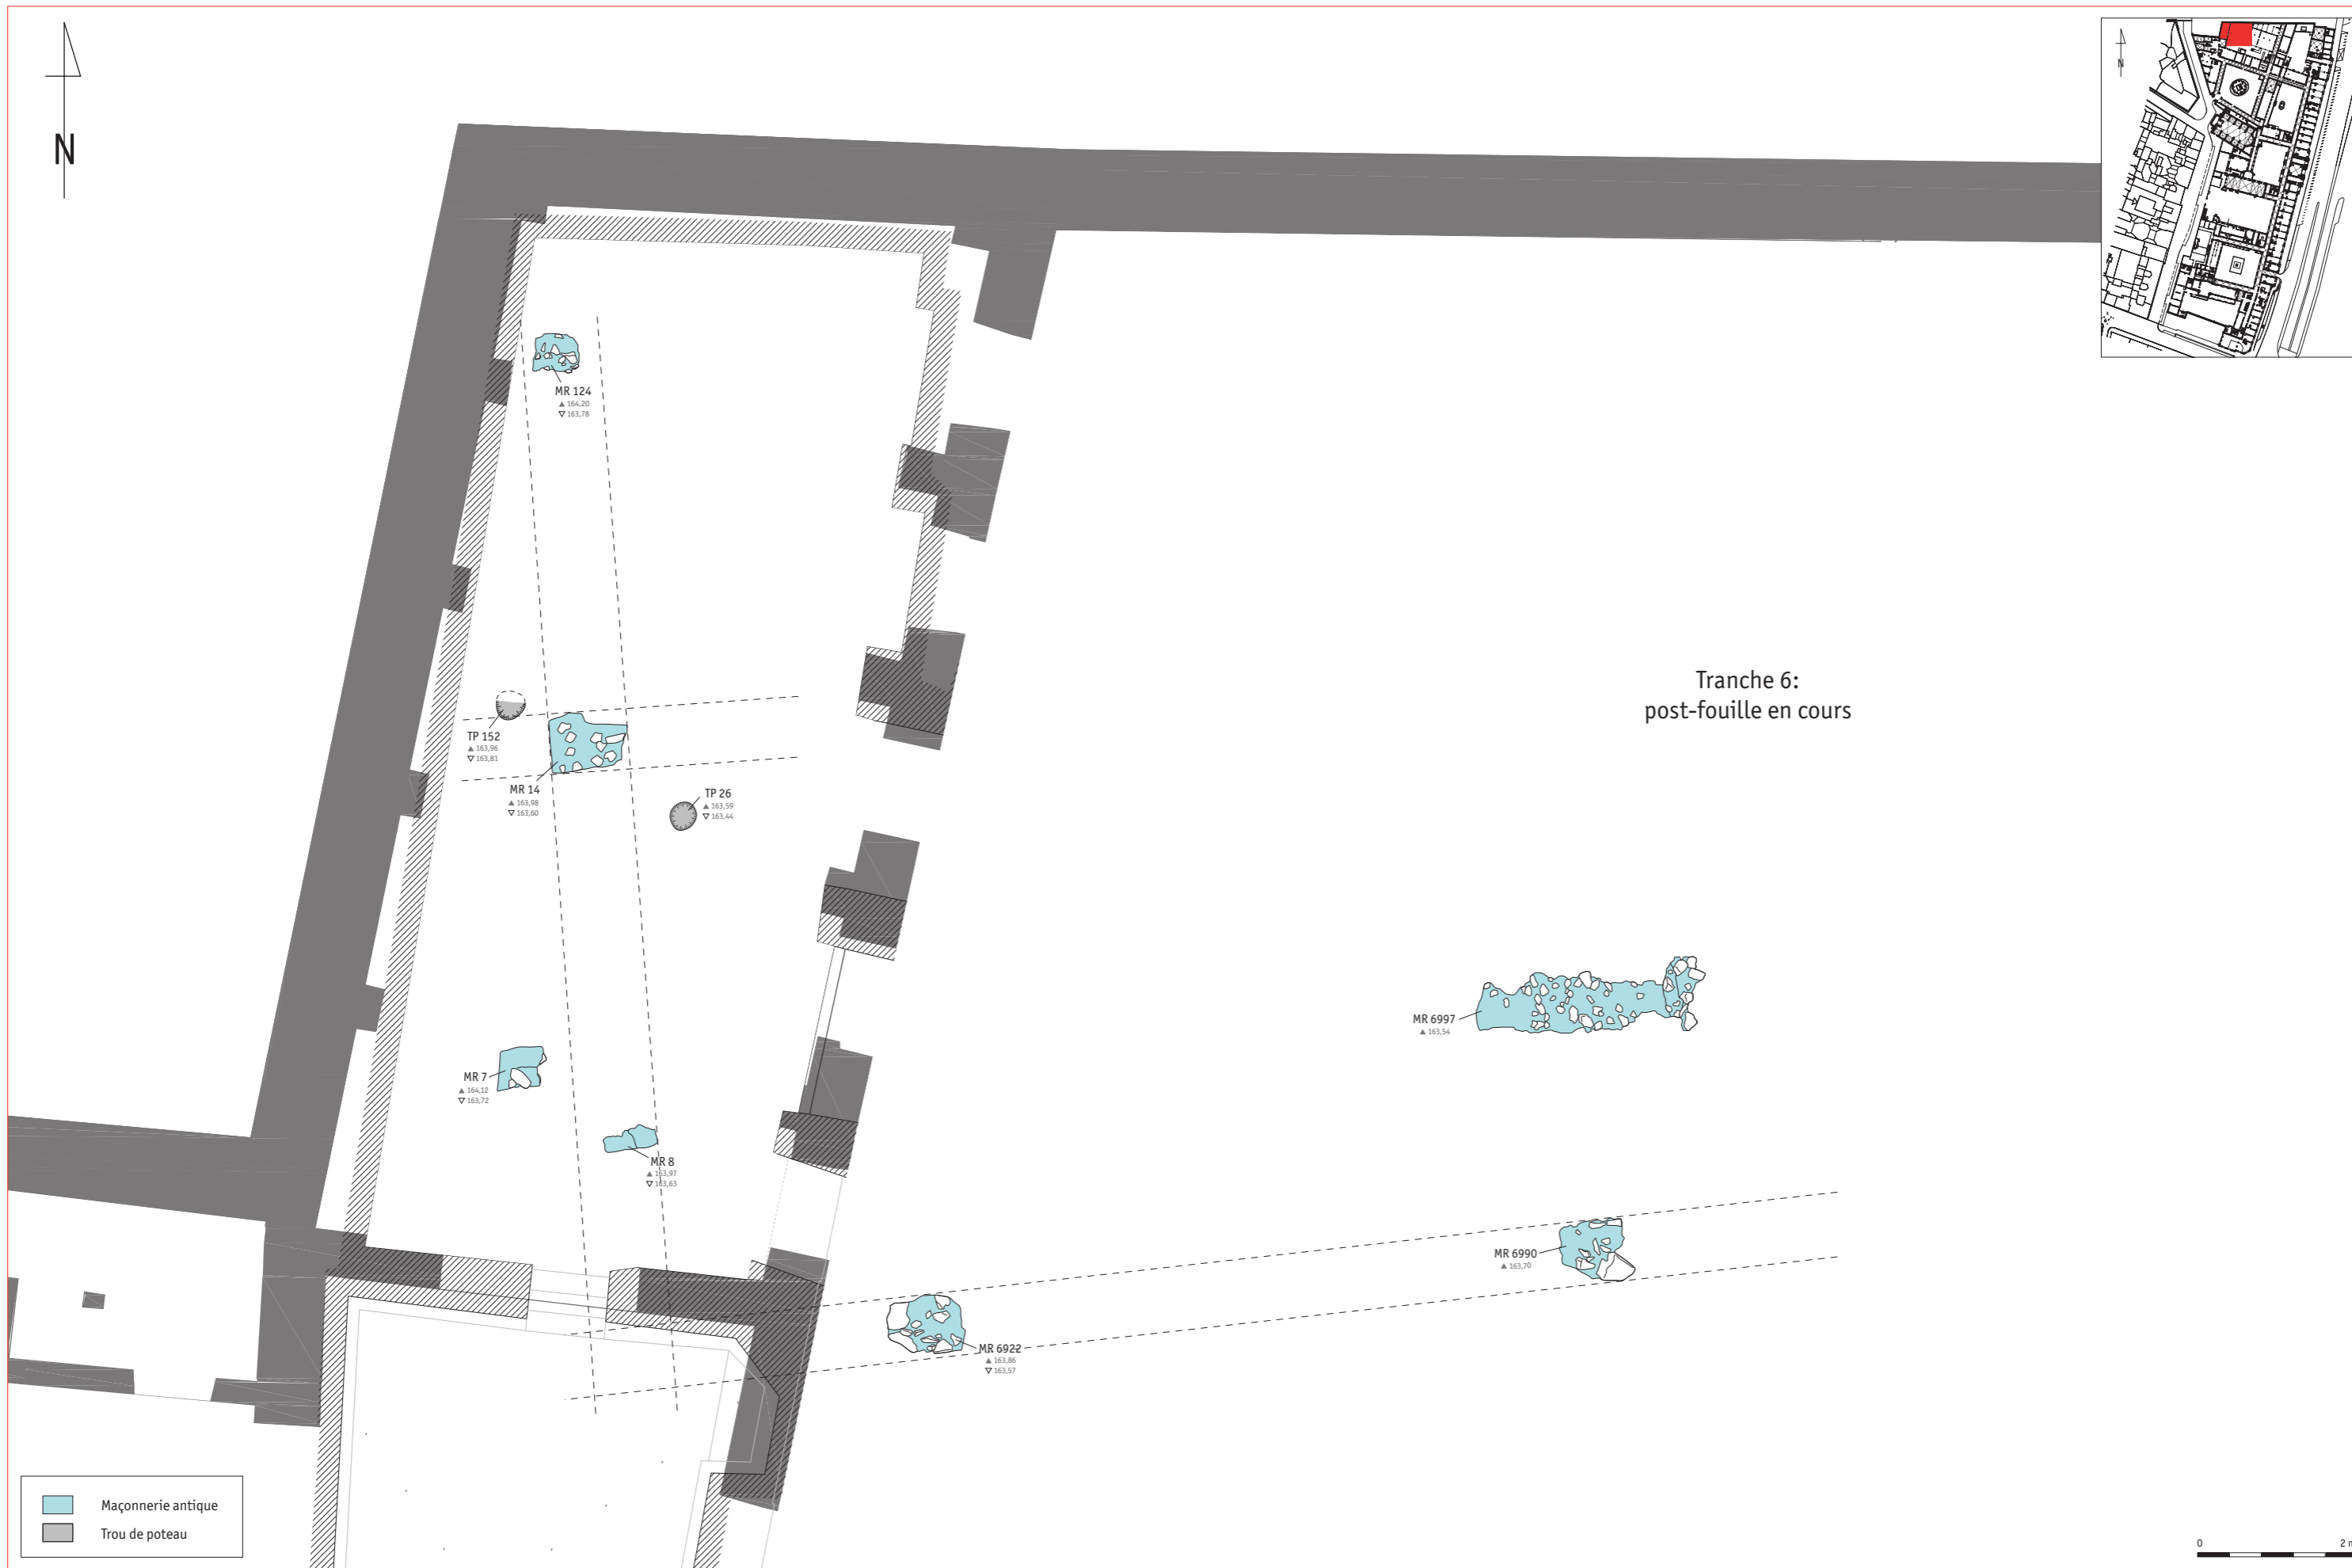 N
N
MR 124
▲ 164,20
▽ 163,78
Tranche 6:
post-fouille en cours
TP 152
▲ 163,96
▽ 163,81
MR 14
▲ 163,98
▽ 163,60
TP 26
▲ 163,59
▽ 163,44
MR 6997
▲ 163,54
MR 7
▲ 164,12
▽ 163,72
MR 8
▲ 163,97
▽ 163,63
MR 6990
▲ 163,70
MR 6922
▲ 163,86
▽ 163,57
Maçonnerie antique
Trou de poteau
0 2